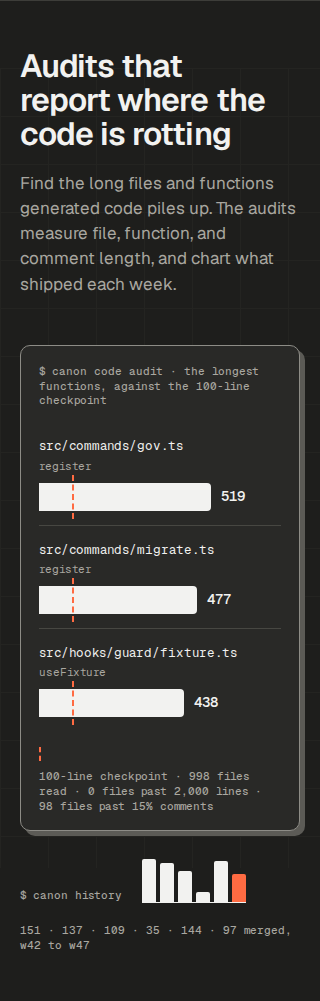 Audits that
report where the
code is rotting
Find the long files and functions
generated code piles up. The audits
measure file, function, and
comment length, and chart what
shipped each week.
$ canon code audit · the longest
functions, against the 100-line
checkpoint
src/commands/gov.ts
register
519
src/commands/migrate.ts
register
477
src/hooks/guard/fixture.ts
useFixture
438
100-line checkpoint · 998 files
read · 0 files past 2,000 lines ·
98 files past 15% comments
$ canon history
151 · 137 · 109 · 35 · 144 · 97 merged,
w42 to w47